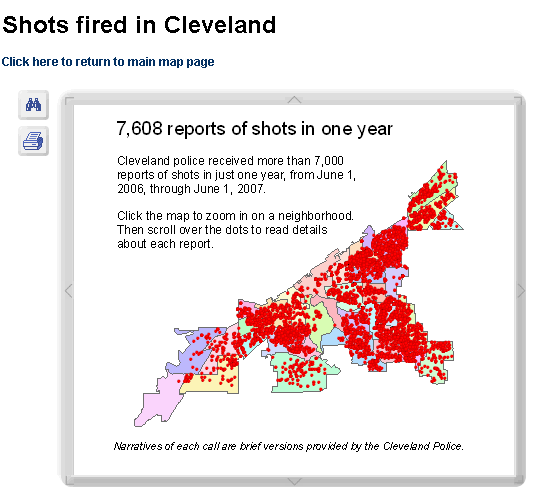 Shots fired in Cleveland
Click here to return to main map page
7,608 reports of shots in one year
Cleveland police received more than 7,000
reports of shots in just one year, from June 1,
2006, through June 1, 2007.
Click the map to zoom in on a neighborhood.
Then scroll over the dots to read details
about each report.
Narratives of each call are brief versions provided by the Cleveland Police.